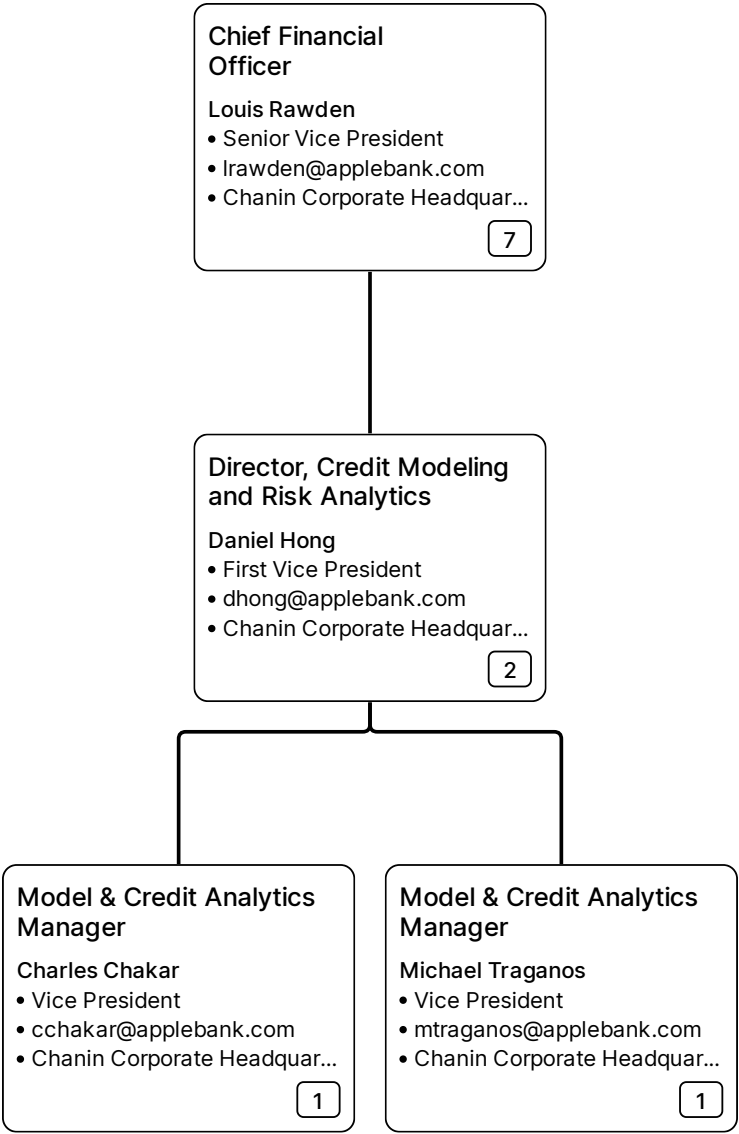 Chief Financial
Officer
Louis Rawden
• Senior Vice President
• lrawden@applebank.com
• Chanin Corporate Headquar...
7
Director, Credit Modeling
and Risk Analytics
Daniel Hong
• First Vice President
• dhong@applebank.com
• Chanin Corporate Headquar...
2
Model & Credit Analytics
Manager
Charles Chakar
• Vice President
• cchakar@applebank.com
• Chanin Corporate Headquar...
1
Model & Credit Analytics
Manager
Michael Traganos
• Vice President
• mtraganos@applebank.com
• Chanin Corporate Headquar...
1